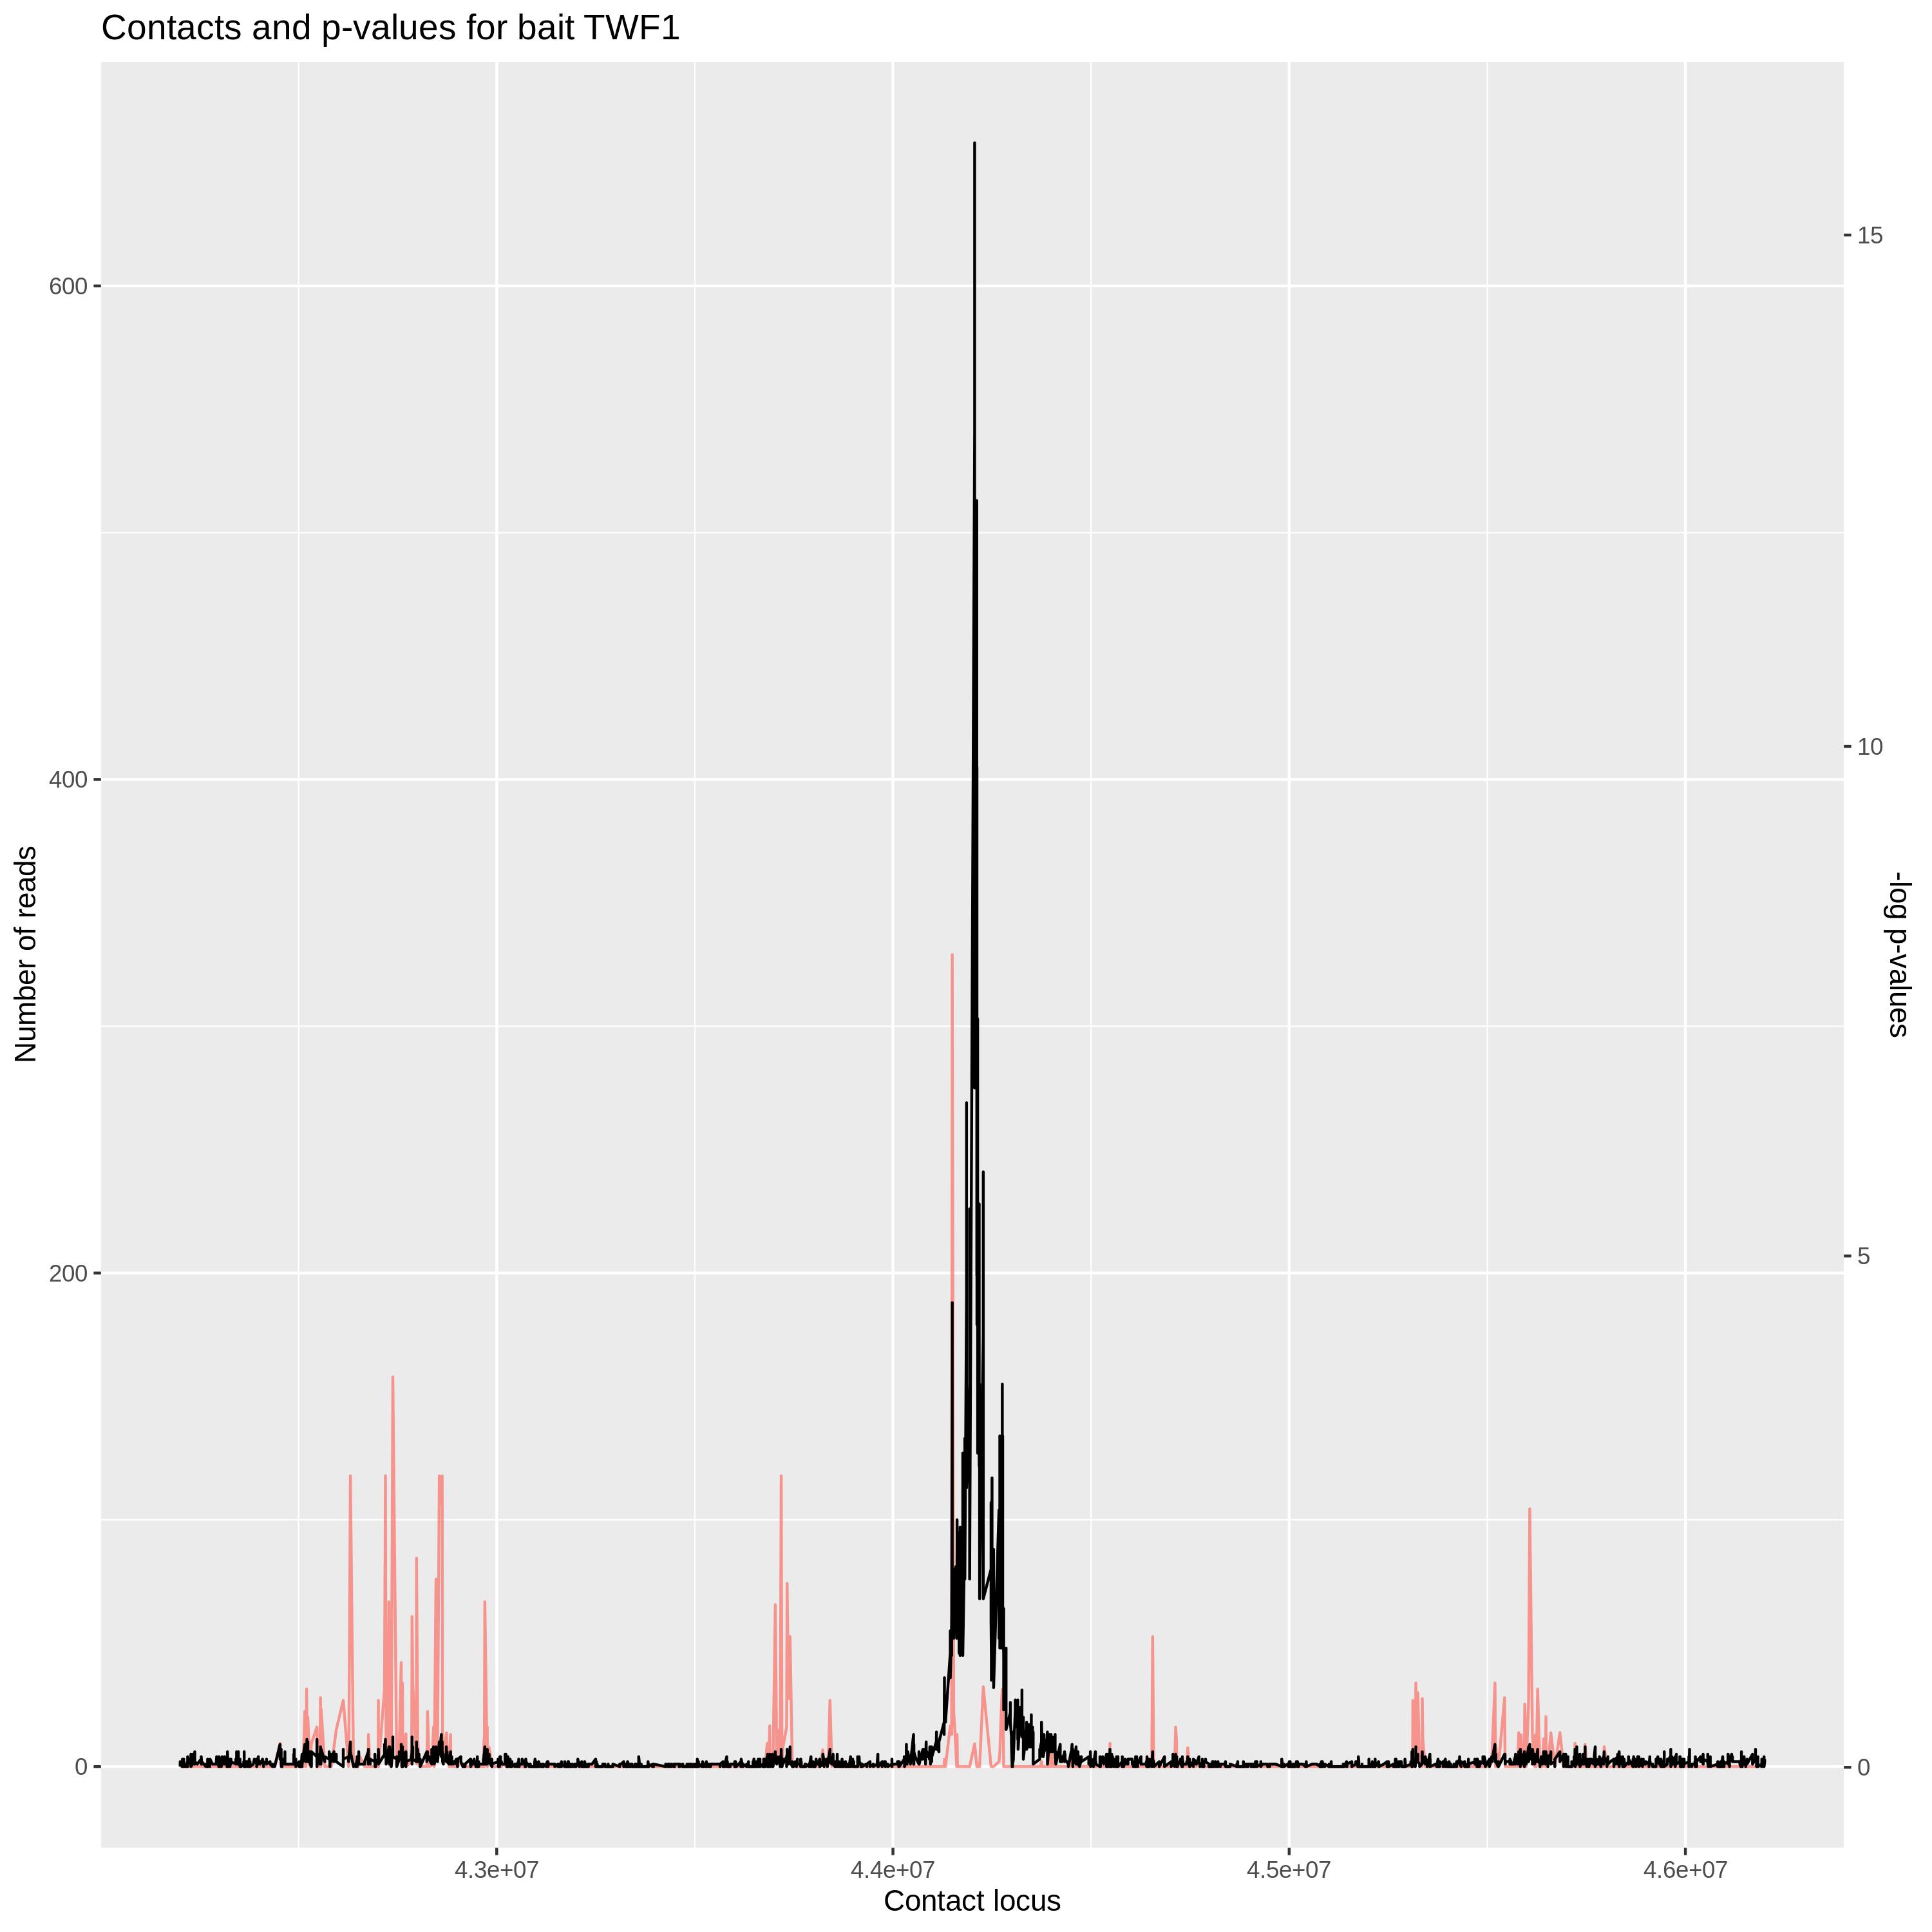 Contacts and p-values for bait TWF1
600
400
200
0
Number of reads
15
10
5
0
-log p-values
4.3e+07
4.4e+07
4.5e+07
4.6e+07
Contact locus